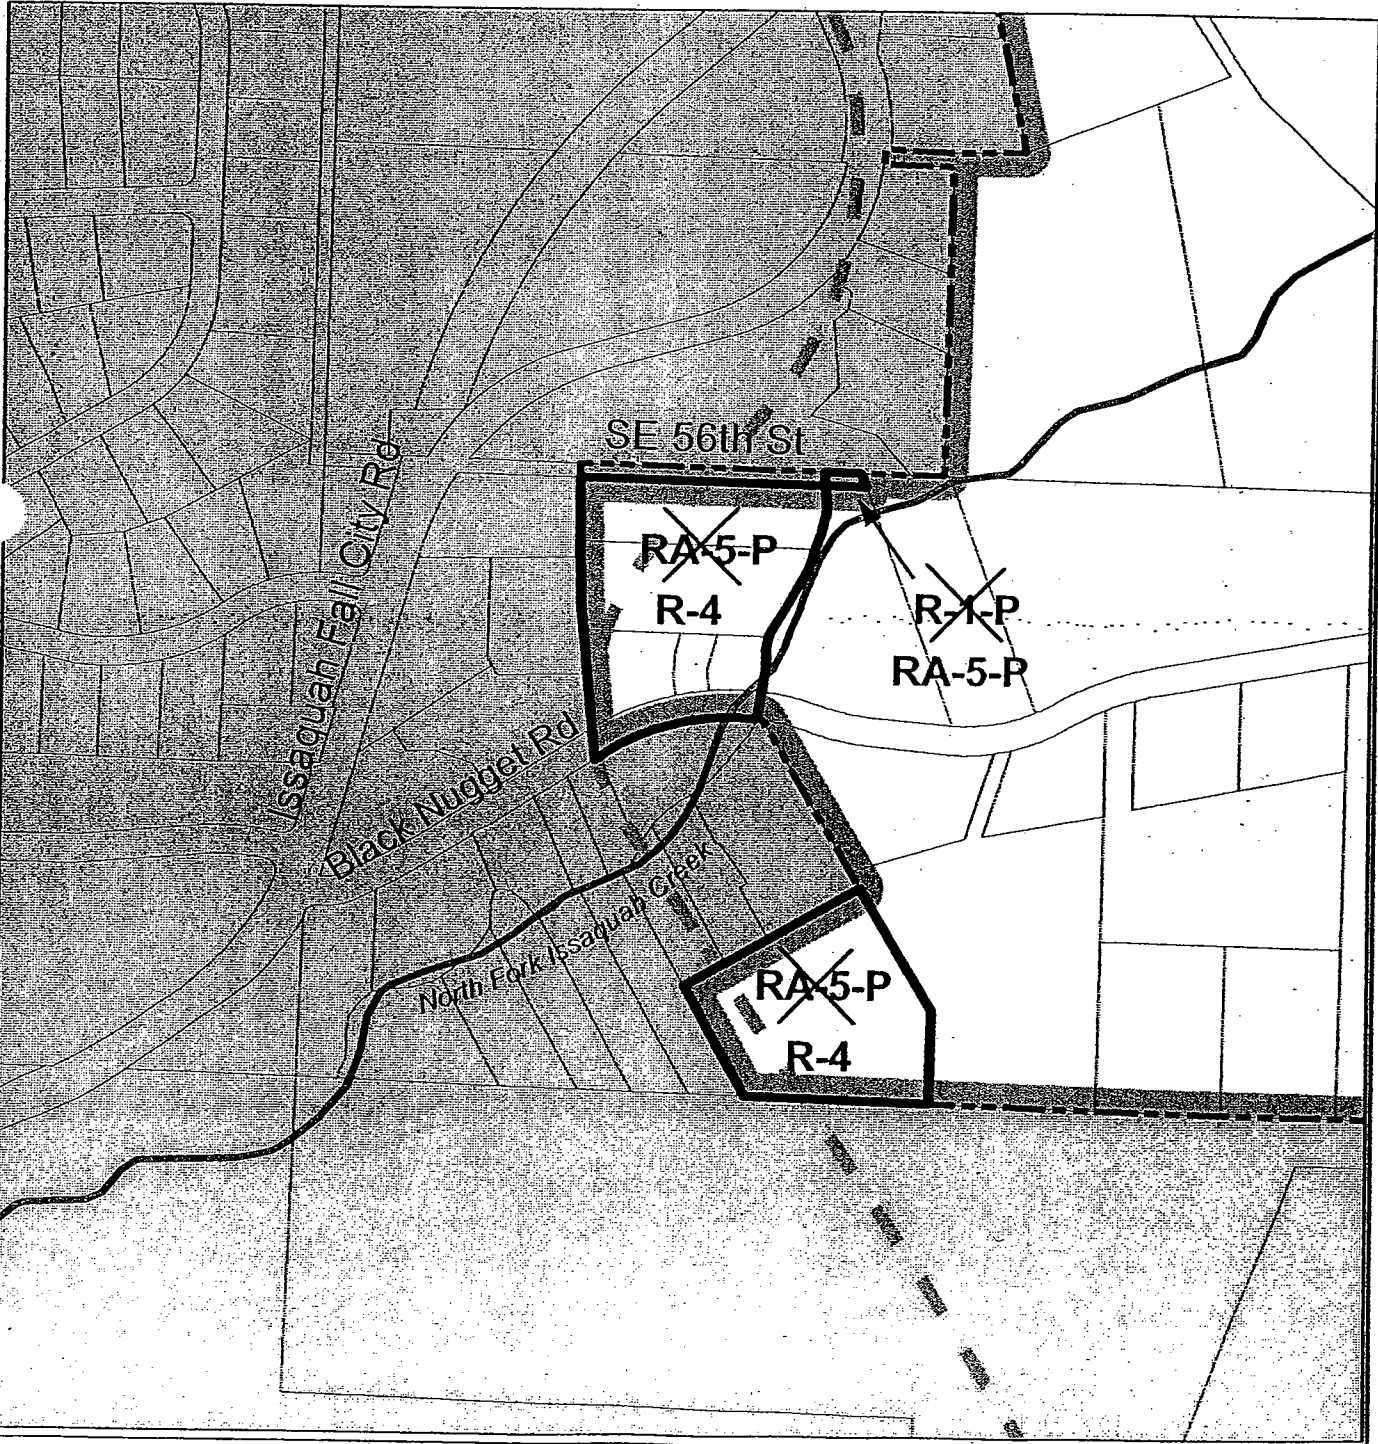 SE 56th St
Issaquah Fall City Rd
RA-5-P
R-4
R-1-P
RA-5-P
Black Nugget Rd
North Fork Issaquah Creek
RA-5-P
R-4